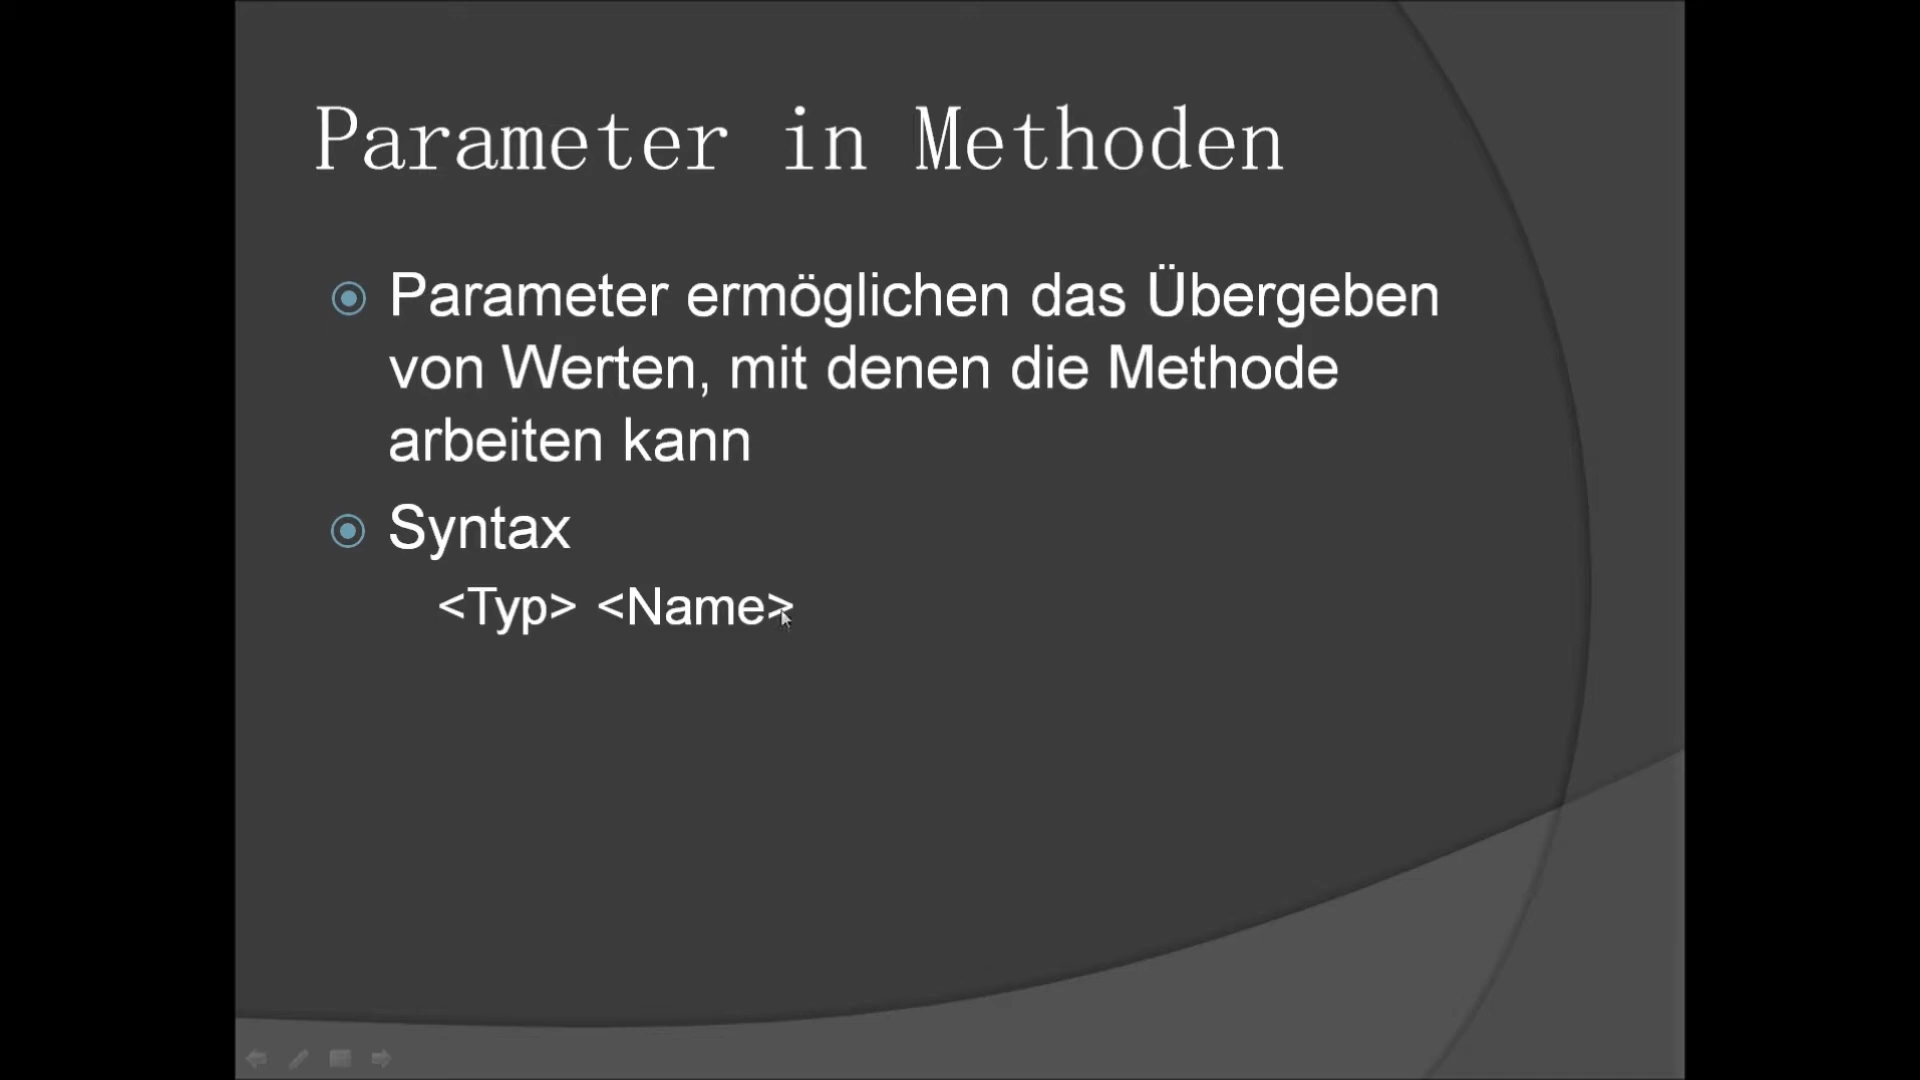 Parameter in Methoden
Parameter ermöglichen das Übergeben
von Werten, mit denen die Methode
arbeiten kann
Syntax
<Typ> <Name>